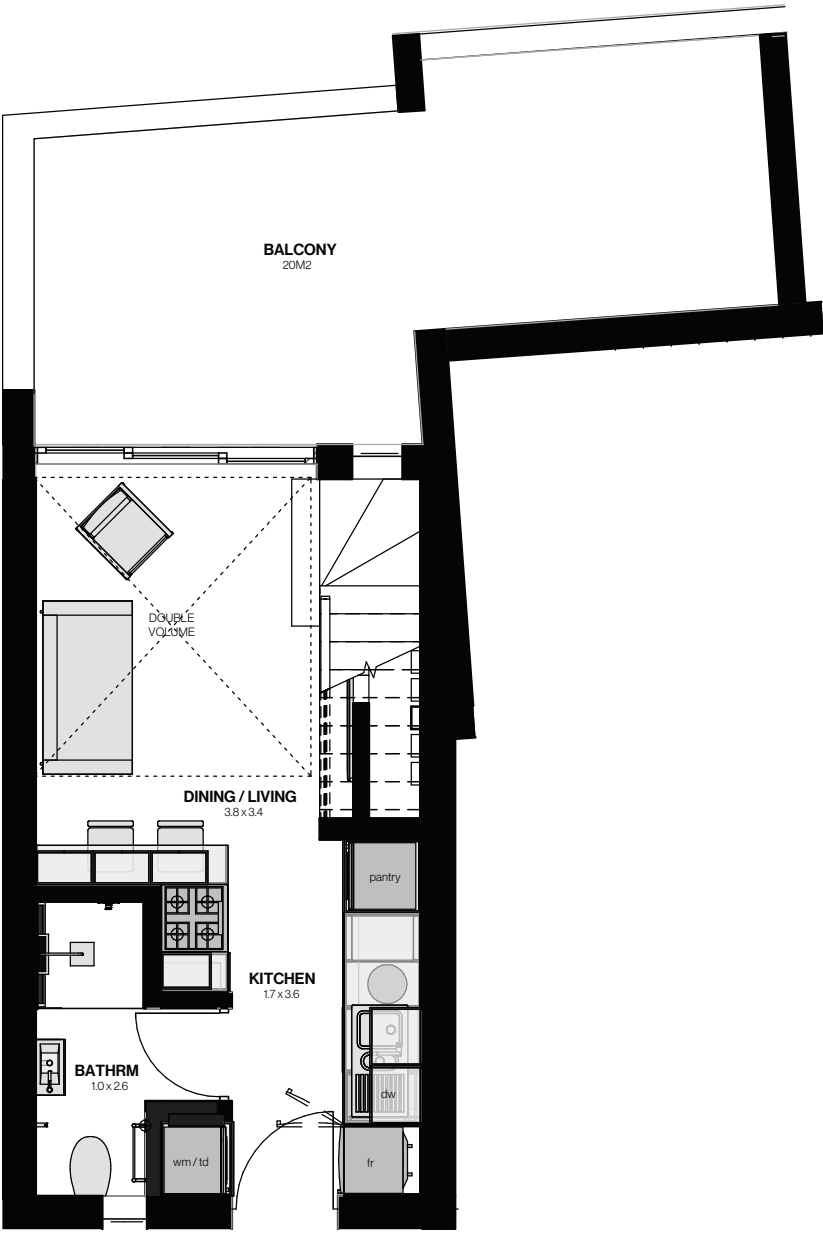 BALCONY
20M2
DOUBLE
VOLUME
DINING / LIVING
3.8 x 3.4
pantry
KITCHEN
1.7 x 3.6
BATHRM
1.0 x 2.6
dw
wm / td
fr